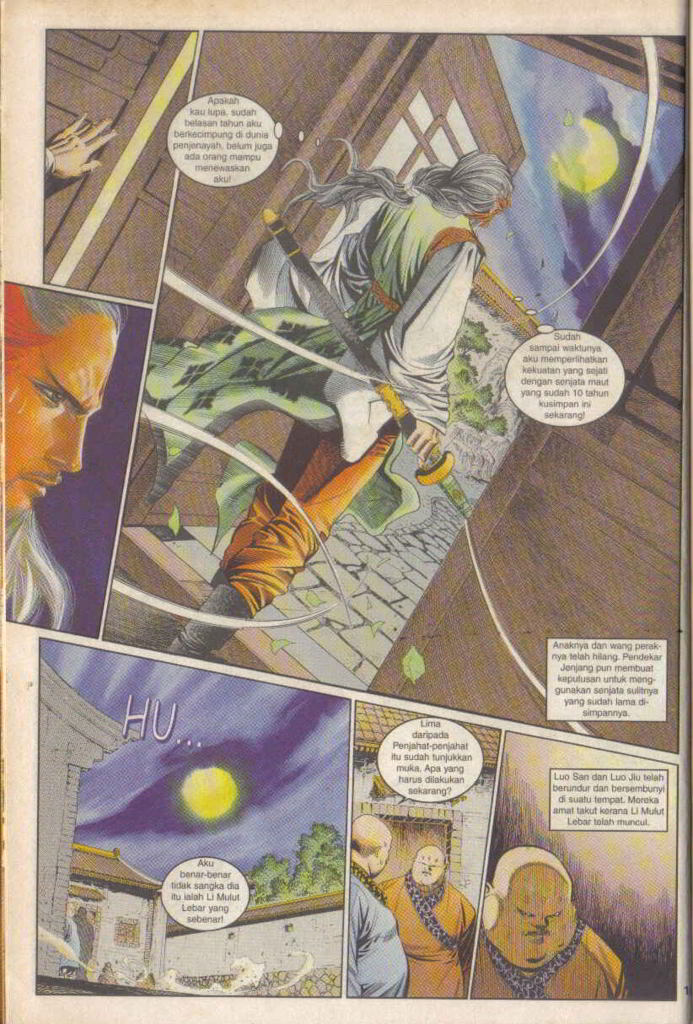 Apakah
kau lupa, sudah
belasan tahun aku
berkecimpung di dunia
penjenayah, belum juga
ada orang mampu
menewaskan
aku!
Sudah
sampai waktunya
aku memperlihatkan
kekuatan yang sejati
dengan senjata maut
yang sudah 10 tahun
kusimpan ini
sekarang!
Anaknya dan wang perak-
nya telah hilang. Pendekar
Jenjang pun membuat
keputusan untuk meng-
gunakan senjata sulitnya
yang sudah lama di-
simpannya.
HU...
Aku
benar-benar
tidak sangka dia
itu ialah Li Mulut
Lebar yang
sebenar!
Lima
daripada
Penjahat-penjahat
itu sudah tunjukkan
muka. Apa yang
harus dilakukan
sekarang?
Luo San dan Luo Jiu telah
berundur dan bersembunyi
di suatu tempat. Mereka
amat takut kerana Li Mulut
Lebar telah muncul.